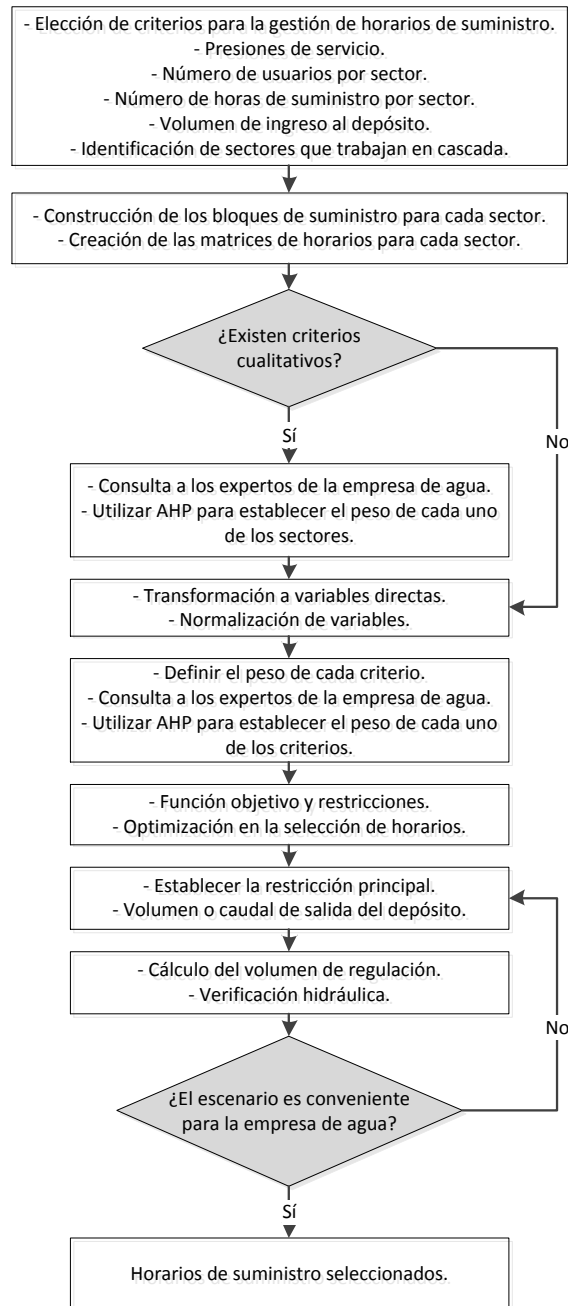 - Elección de criterios para la gestión de horarios de suministro.
- Presiones de servicio.
- Número de usuarios por sector.
- Número de horas de suministro por sector.
- Volumen de ingreso al depósito.
- Identificación de sectores que trabajan en cascada.
- Construcción de los bloques de suministro para cada sector.
- Creación de las matrices de horarios para cada sector.
¿Existen criterios
cualitativos?
Sí
No
- Consulta a los expertos de la empresa de agua.
- Utilizar AHP para establecer el peso de cada uno
de los sectores.
- Transformación a variables directas.
- Normalización de variables.
- Definir el peso de cada criterio.
- Consulta a los expertos de la empresa de agua.
- Utilizar AHP para establecer el peso de cada uno
de los criterios.
- Función objetivo y restricciones.
- Optimización en la selección de horarios.
- Establecer la restricción principal.
- Volumen o caudal de salida del depósito.
- Cálculo del volumen de regulación.
- Verificación hidráulica.
No
¿El escenario es conveniente
para la empresa de agua?
Sí
Horarios de suministro seleccionados.